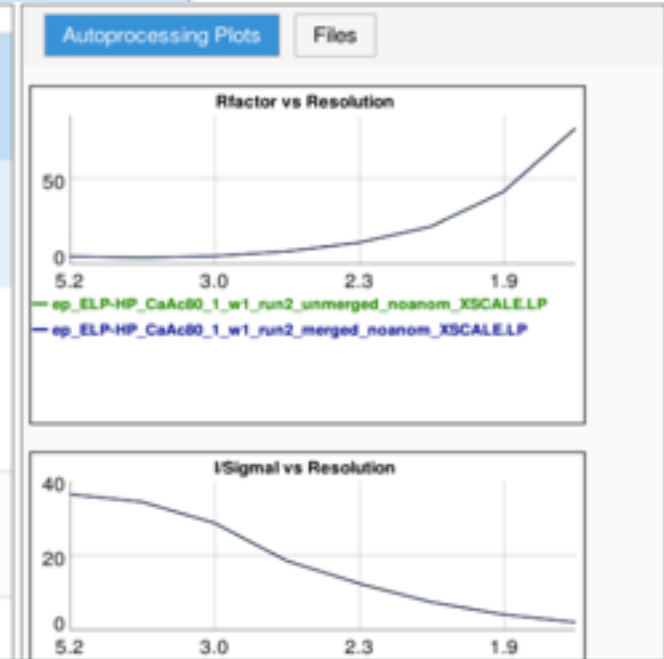 Autoprocessing Plots Files
Rfactor vs Resolution
50
0
5.2 3.0 2.3 1.9
ep_ELP-HP_CaAc80_1_w1_run2_unmerged_noanom_XSCALE.LP
ep_ELP-HP_CaAc80_1_w1_run2_merged_noanom_XSCALE.LP
I/SigmaI vs Resolution
40
20
0
5.2 3.0 2.3 1.9